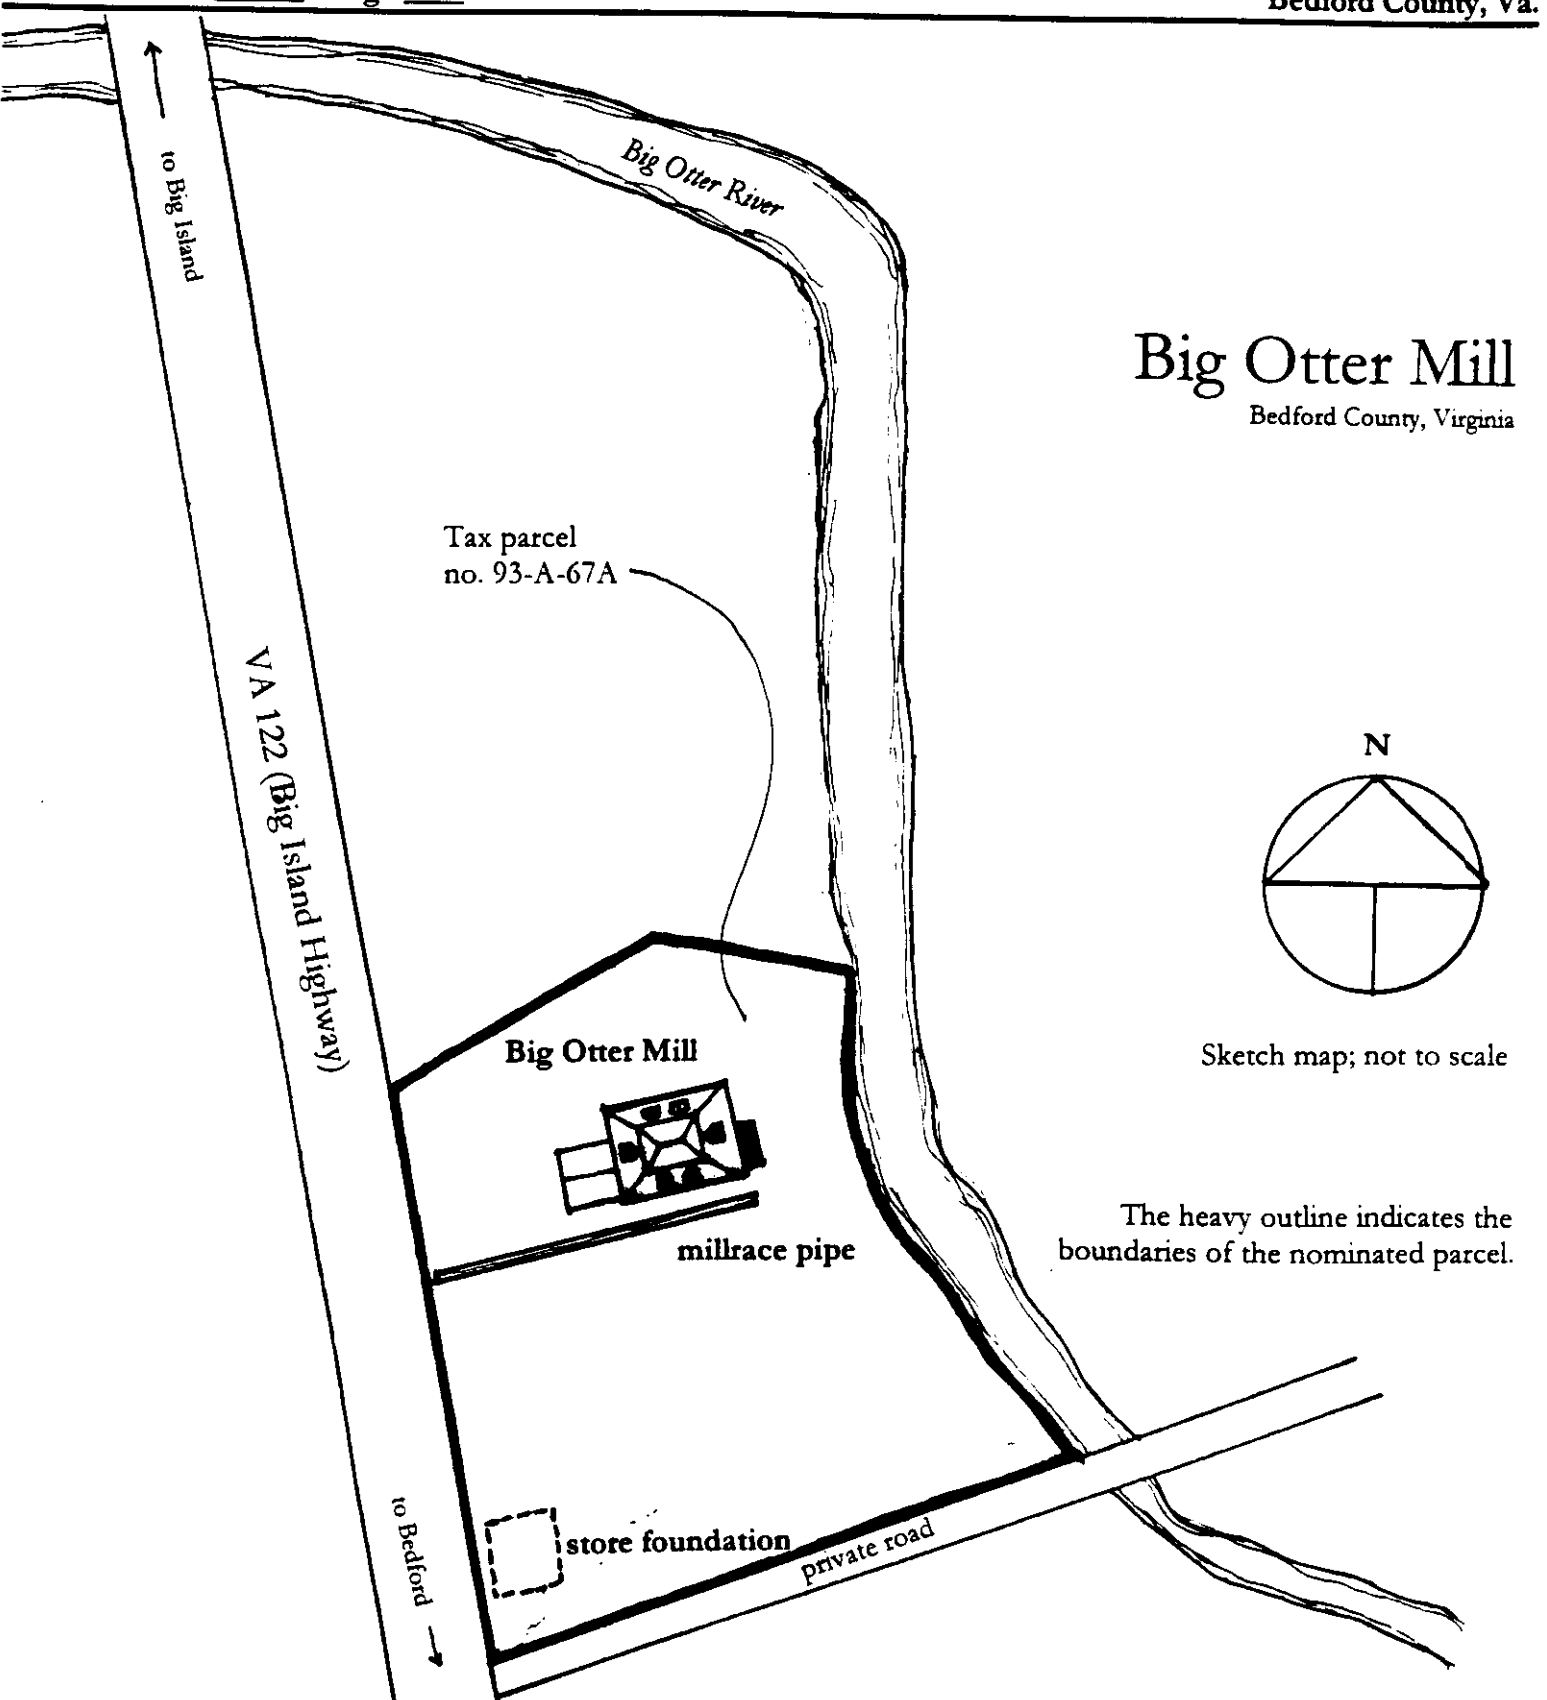 Bedford County, Va.
to Big Island
Big Otter River
Big Otter Mill
Bedford County, Virginia
Tax parcel
no. 93-A-67A
VA 122 (Big Island Highway)
N
Sketch map; not to scale
Big Otter Mill
The heavy outline indicates the
boundaries of the nominated parcel.
millrace pipe
to Bedford
store foundation
private road